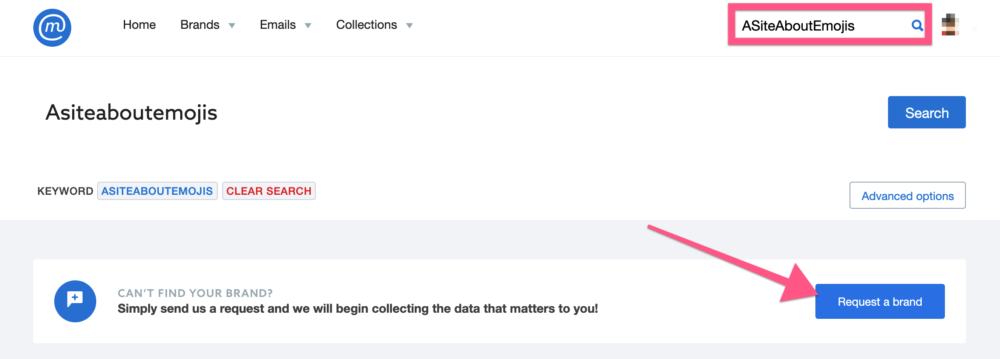 m
Home
Brands
Emails
Collections
ASiteAboutEmojis
Asiteaboutemojis
Search
KEYWORD
ASITEABOUTEMOJIS
CLEAR SEARCH
Advanced options
CAN'T FIND YOUR BRAND?
Simply send us a request and we will begin collecting the data that matters to you!
Request a brand